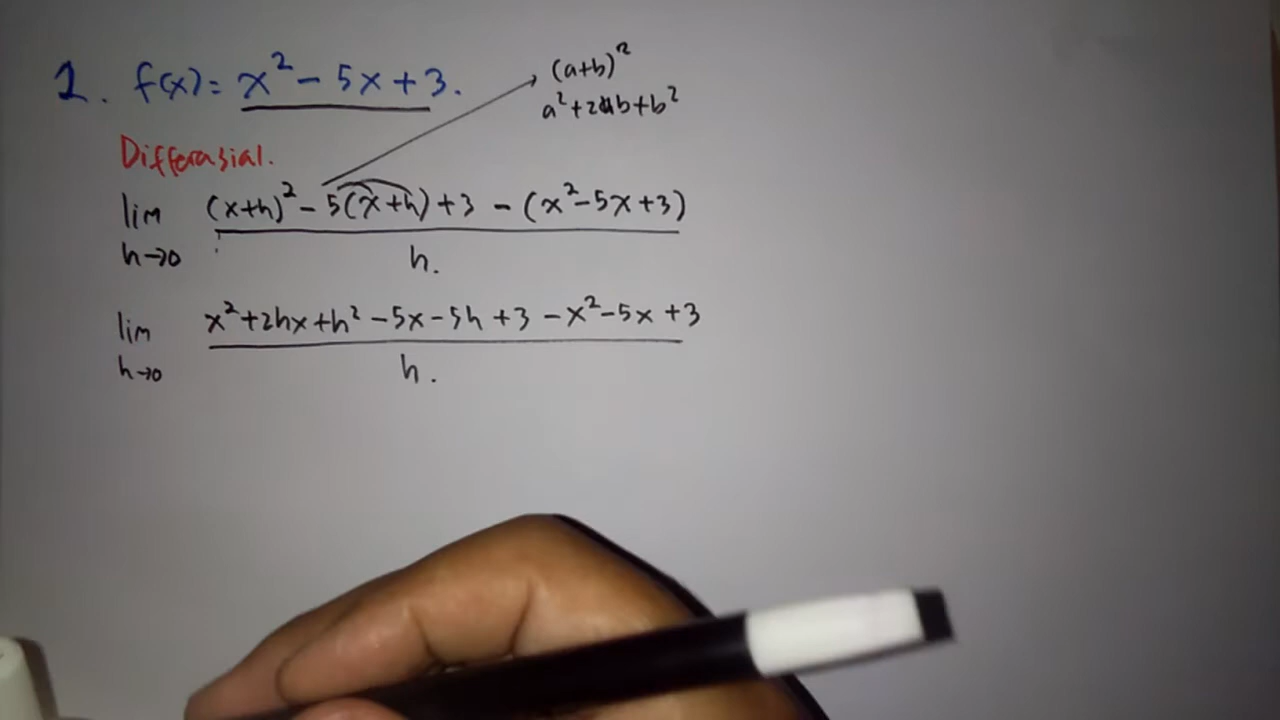 1. f(x) = x² - 5x + 3.
(a+b)²
a² + 2ab + b²
Differasial.
lim h→0 (x+h)² - 5(x+h) + 3 - (x² - 5x + 3)
h.
lim h→0 x² + 2hx + h² - 5x - 5h + 3 - x² - 5x + 3
h.